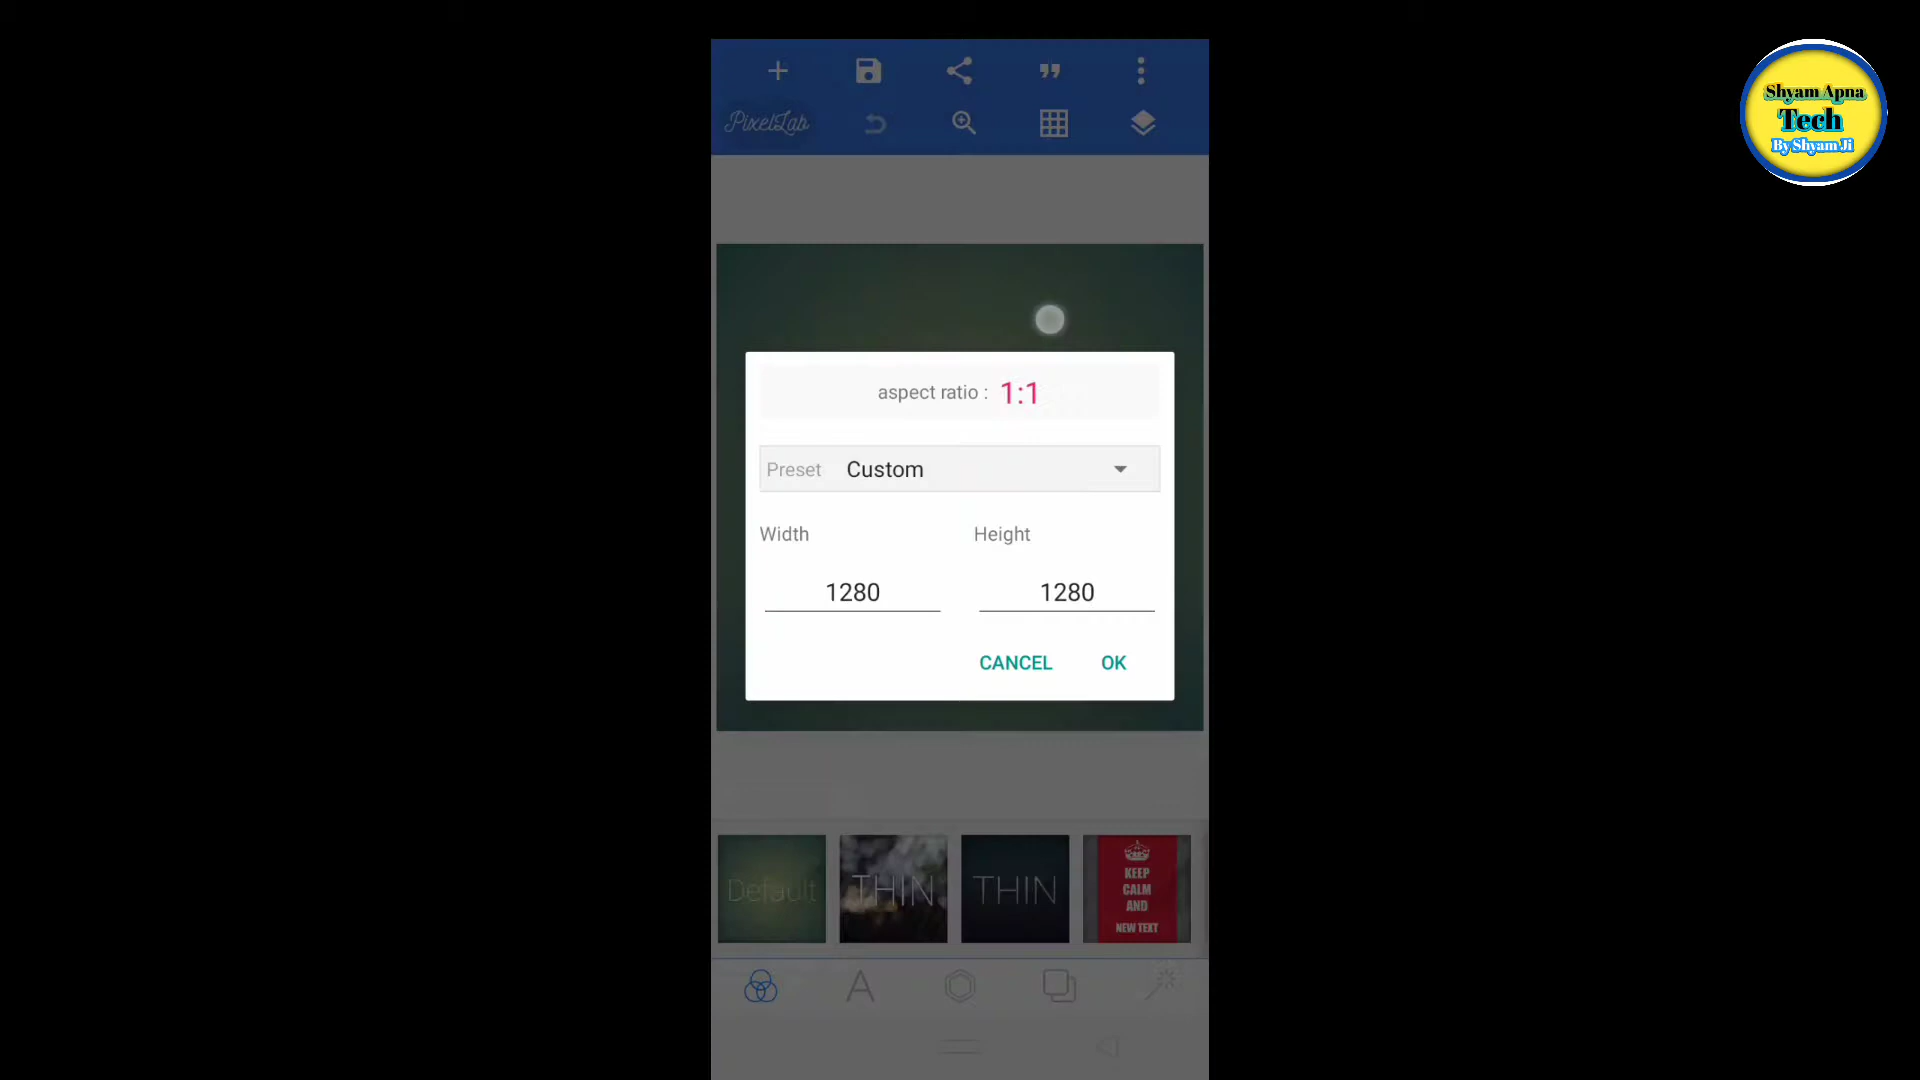 Shyam Apna
Tech
By Shyam Ji
PixelLab
aspect ratio : 1:1
Preset Custom
Width Height
1280 1280
CANCEL OK
Default THIN THIN
KEEP
CALM
AND
NEW TEXT